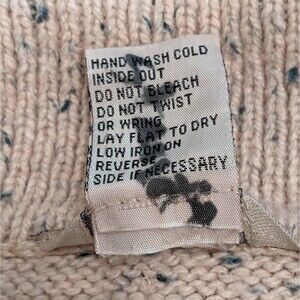 HAND WASH COLD
INSIDE OUT
DO NOT BLEACH
DO NOT TWIST
OR WRING
LAY FLAT TO DRY
LOW IRON ON
REVERSE
SIDE IF NECESSARY